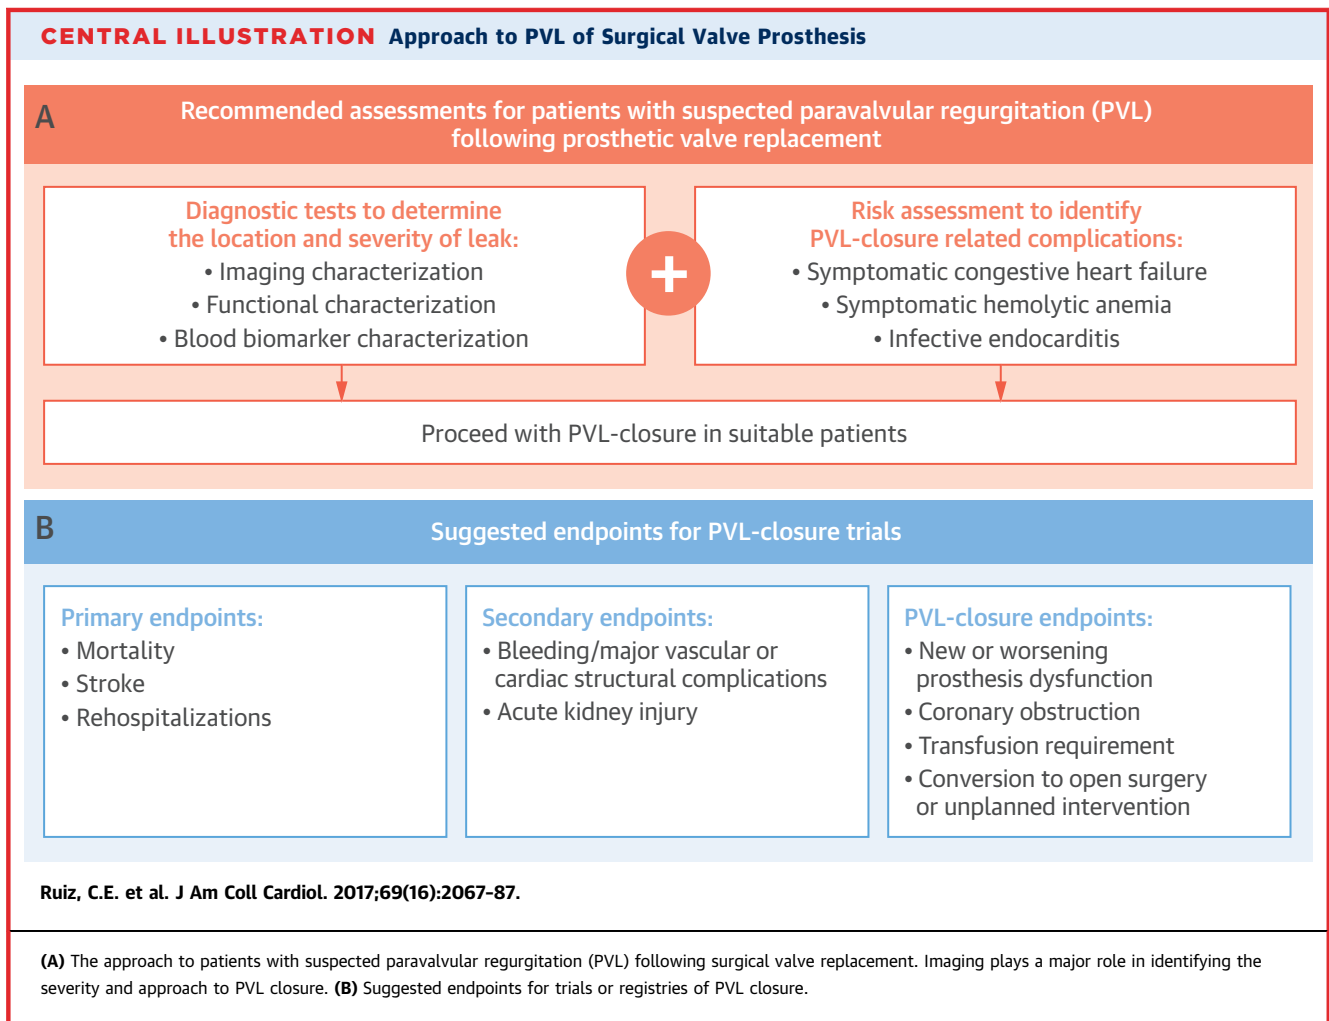 CENTRAL ILLUSTRATION Approach to PVL of Surgical Valve Prosthesis
A
Recommended assessments for patients with suspected paravalvular regurgitation (PVL)
following prosthetic valve replacement
Diagnostic tests to determine
the location and severity of leak:
• Imaging characterization
• Functional characterization
• Blood biomarker characterization
+
Risk assessment to identify
PVL-closure related complications:
• Symptomatic congestive heart failure
• Symptomatic hemolytic anemia
• Infective endocarditis
Proceed with PVL-closure in suitable patients
B
Suggested endpoints for PVL-closure trials
Primary endpoints:
• Mortality
• Stroke
• Rehospitalizations
Secondary endpoints:
• Bleeding/major vascular or
cardiac structural complications
• Acute kidney injury
PVL-closure endpoints:
• New or worsening
prosthesis dysfunction
• Coronary obstruction
• Transfusion requirement
• Conversion to open surgery
or unplanned intervention
Ruiz, C.E. et al. J Am Coll Cardiol. 2017;69(16):2067–87.
(A) The approach to patients with suspected paravalvular regurgitation (PVL) following surgical valve replacement. Imaging plays a major role in identifying the
severity and approach to PVL closure. (B) Suggested endpoints for trials or registries of PVL closure.